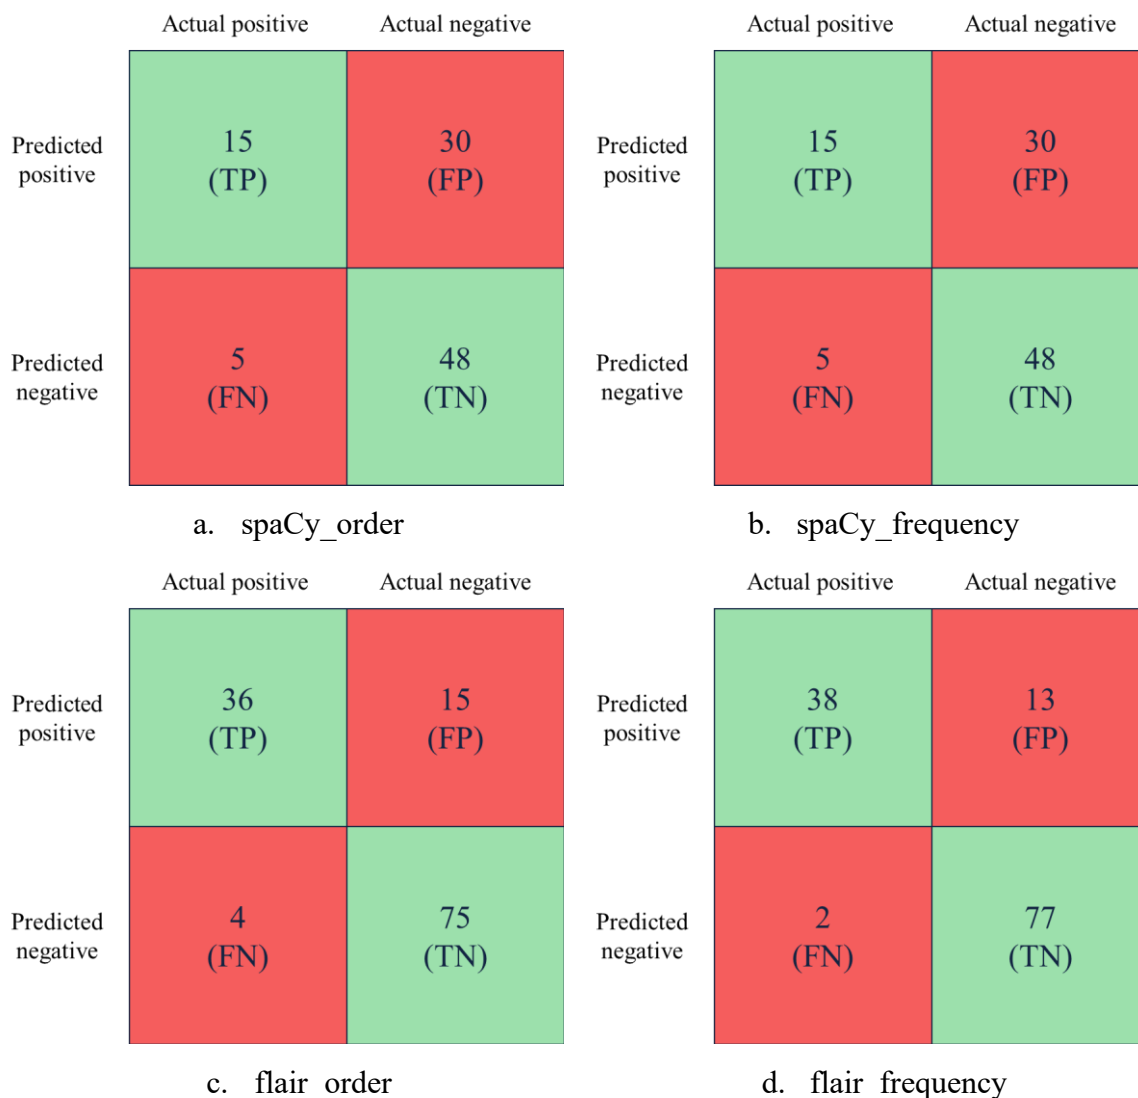 Actual positive Actual negative
Predicted positive
15 (TP)
30 (FP)
Predicted negative
5 (FN)
48 (TN)
a. spaCy_order
Actual positive Actual negative
Predicted positive
15 (TP)
30 (FP)
Predicted negative
5 (FN)
48 (TN)
b. spaCy_frequency
Actual positive Actual negative
Predicted positive
36 (TP)
15 (FP)
Predicted negative
4 (FN)
75 (TN)
c. flair_order
Actual positive Actual negative
Predicted positive
38 (TP)
13 (FP)
Predicted negative
2 (FN)
77 (TN)
d. flair_frequency